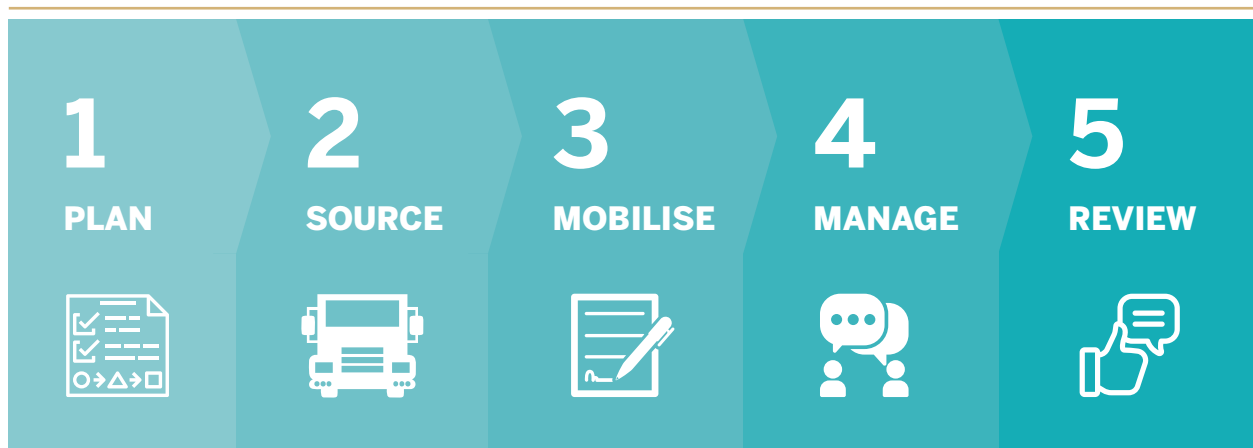 1
PLAN
2
SOURCE
3
MOBILISE
4
MANAGE
5
REVIEW